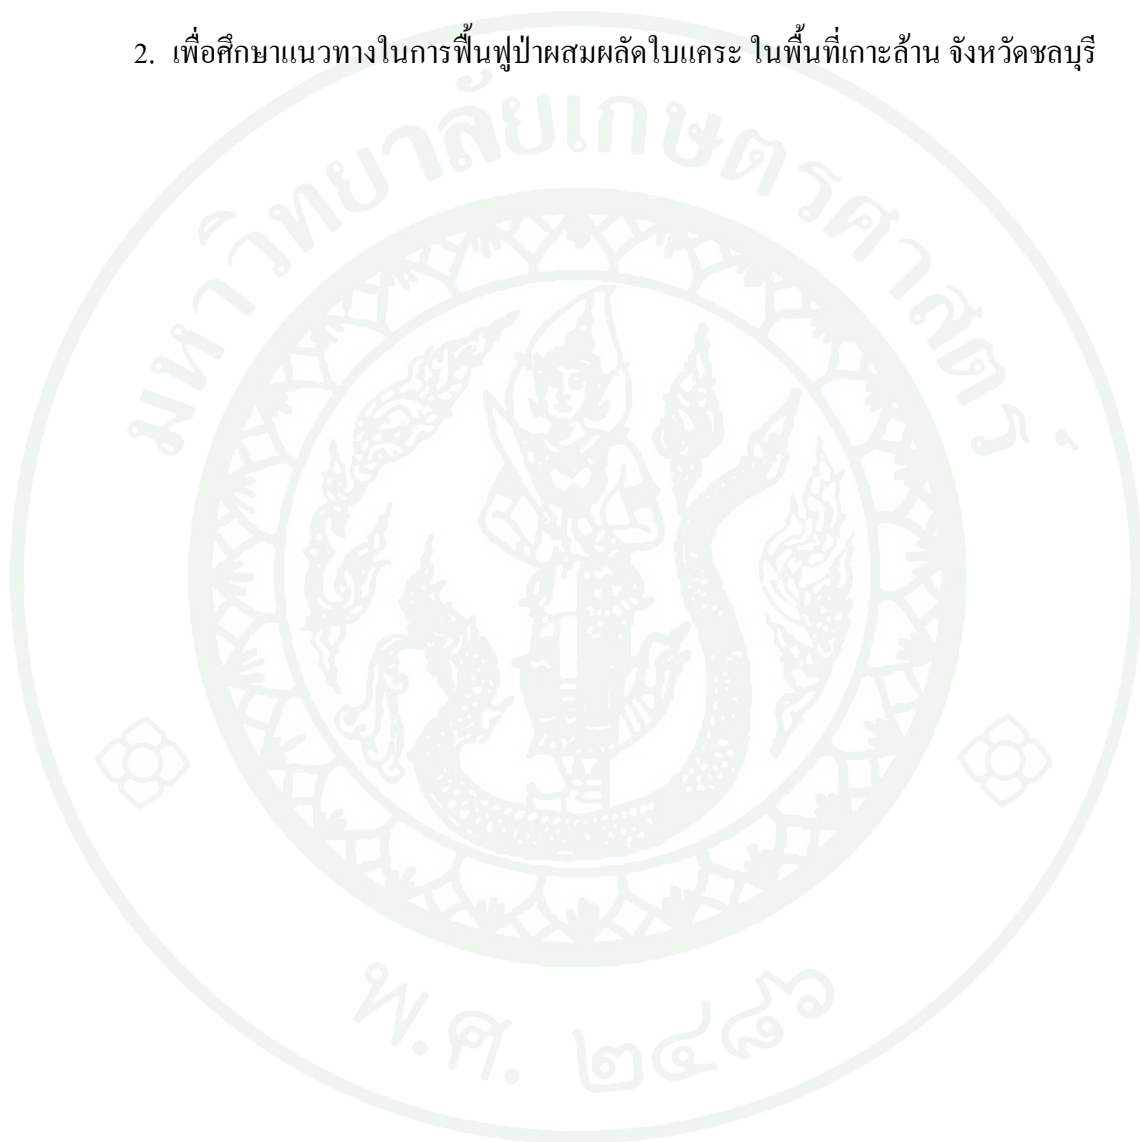 2. เพื่อศึกษาแนวทางในการฟื้นฟูป่าผสมผลัดใบแคระ ในพื้นที่เกาะล้าน จังหวัดชลบุรี
มหาวิทยาลัยเกษตรศาสตร์
พ.ศ. ๒๔๘๖